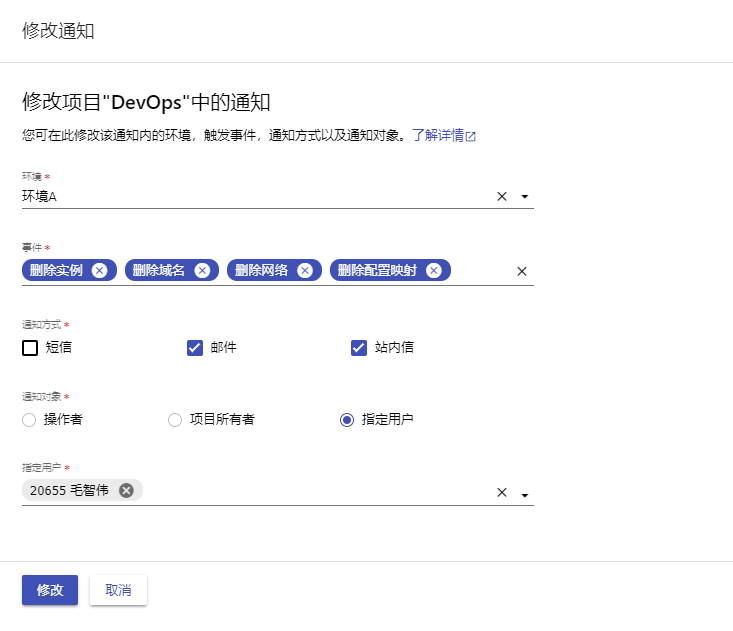 修改通知
修改项目"DevOps"中的通知
您可在此修改该通知内的环境，触发事件，通知方式以及通知对象。了解详情
环境 *
环境A
事件 *
删除实例 删除域名 删除网络 删除配置映射
通知方式 *
短信 邮件 站内信
通知对象 *
操作者 项目所有者 指定用户
指定用户 *
20655 毛智伟
修改 取消